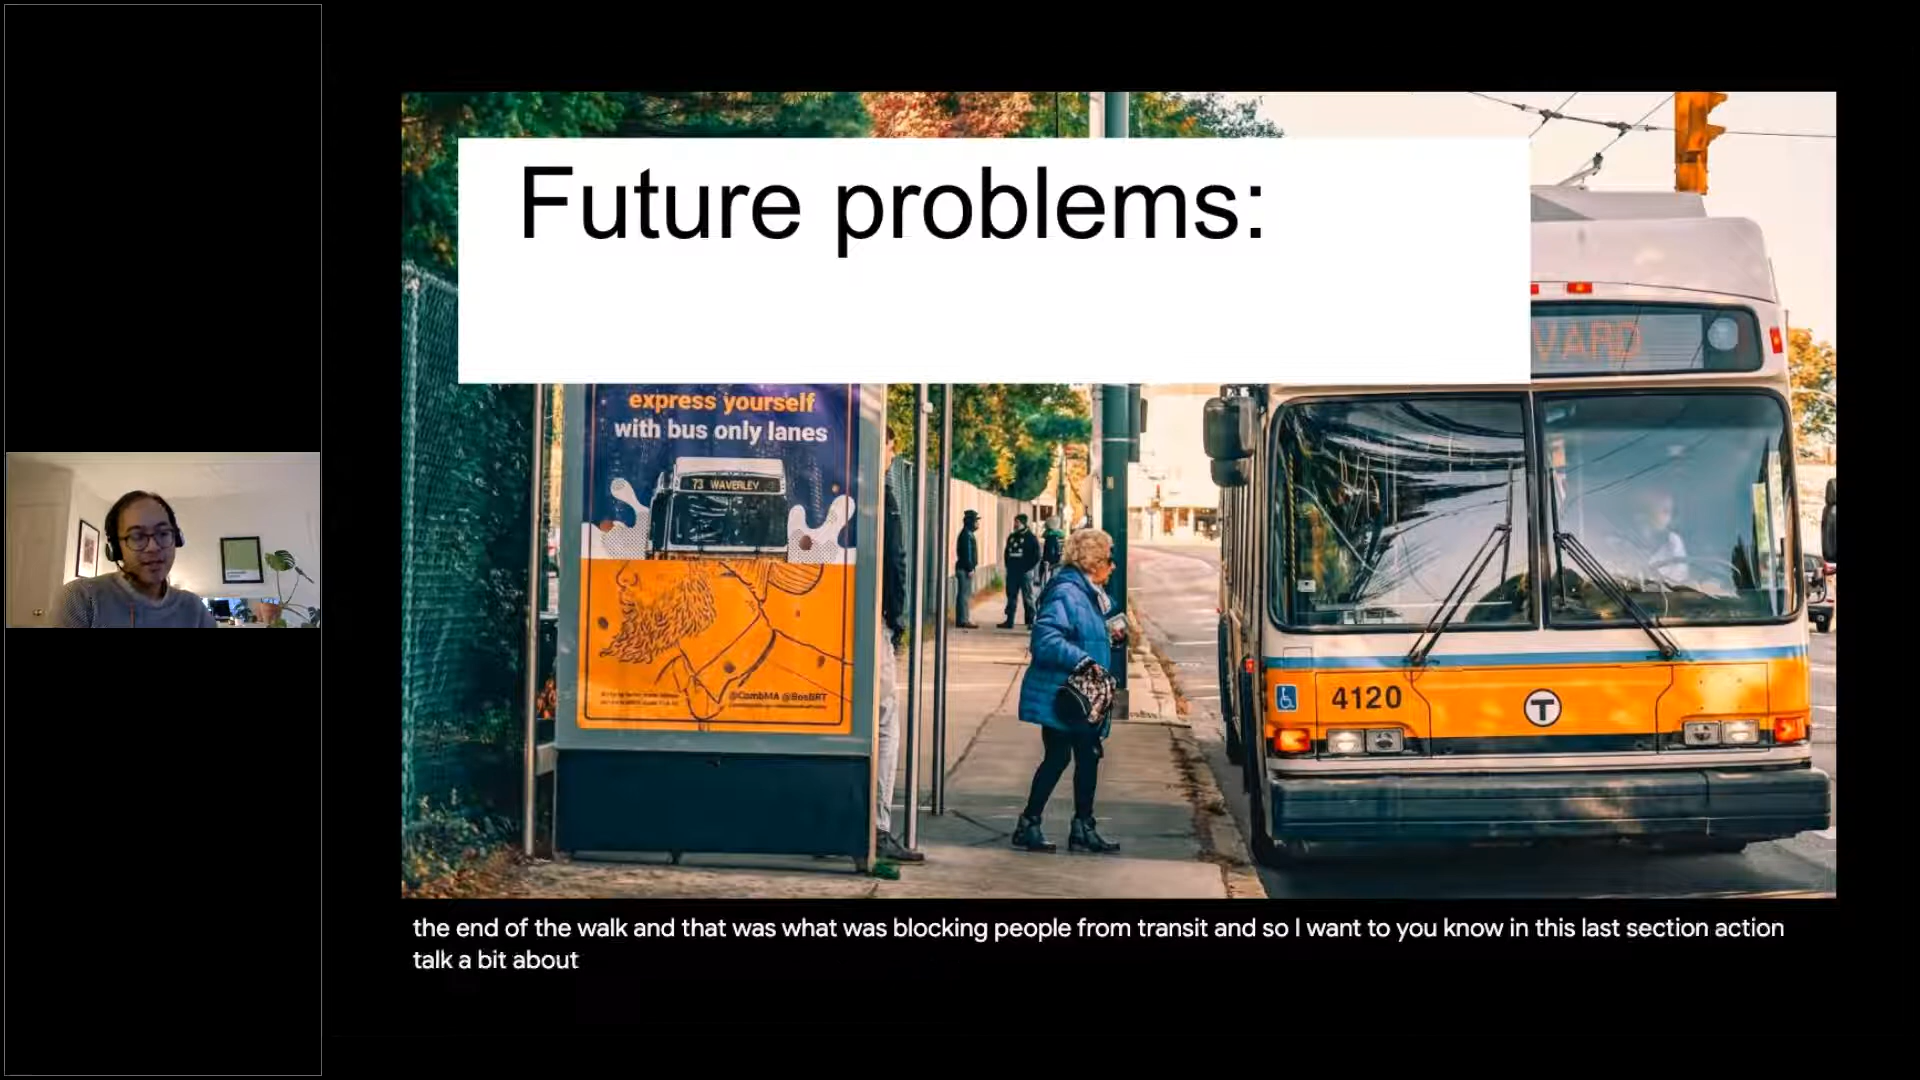 Future problems:
VARD
express yourself
with bus only lanes
73 WAVERLEY
@CambMA @BosBRT
4120
T
the end of the walk and that was what was blocking people from transit and so I want to you know in this last section action
talk a bit about